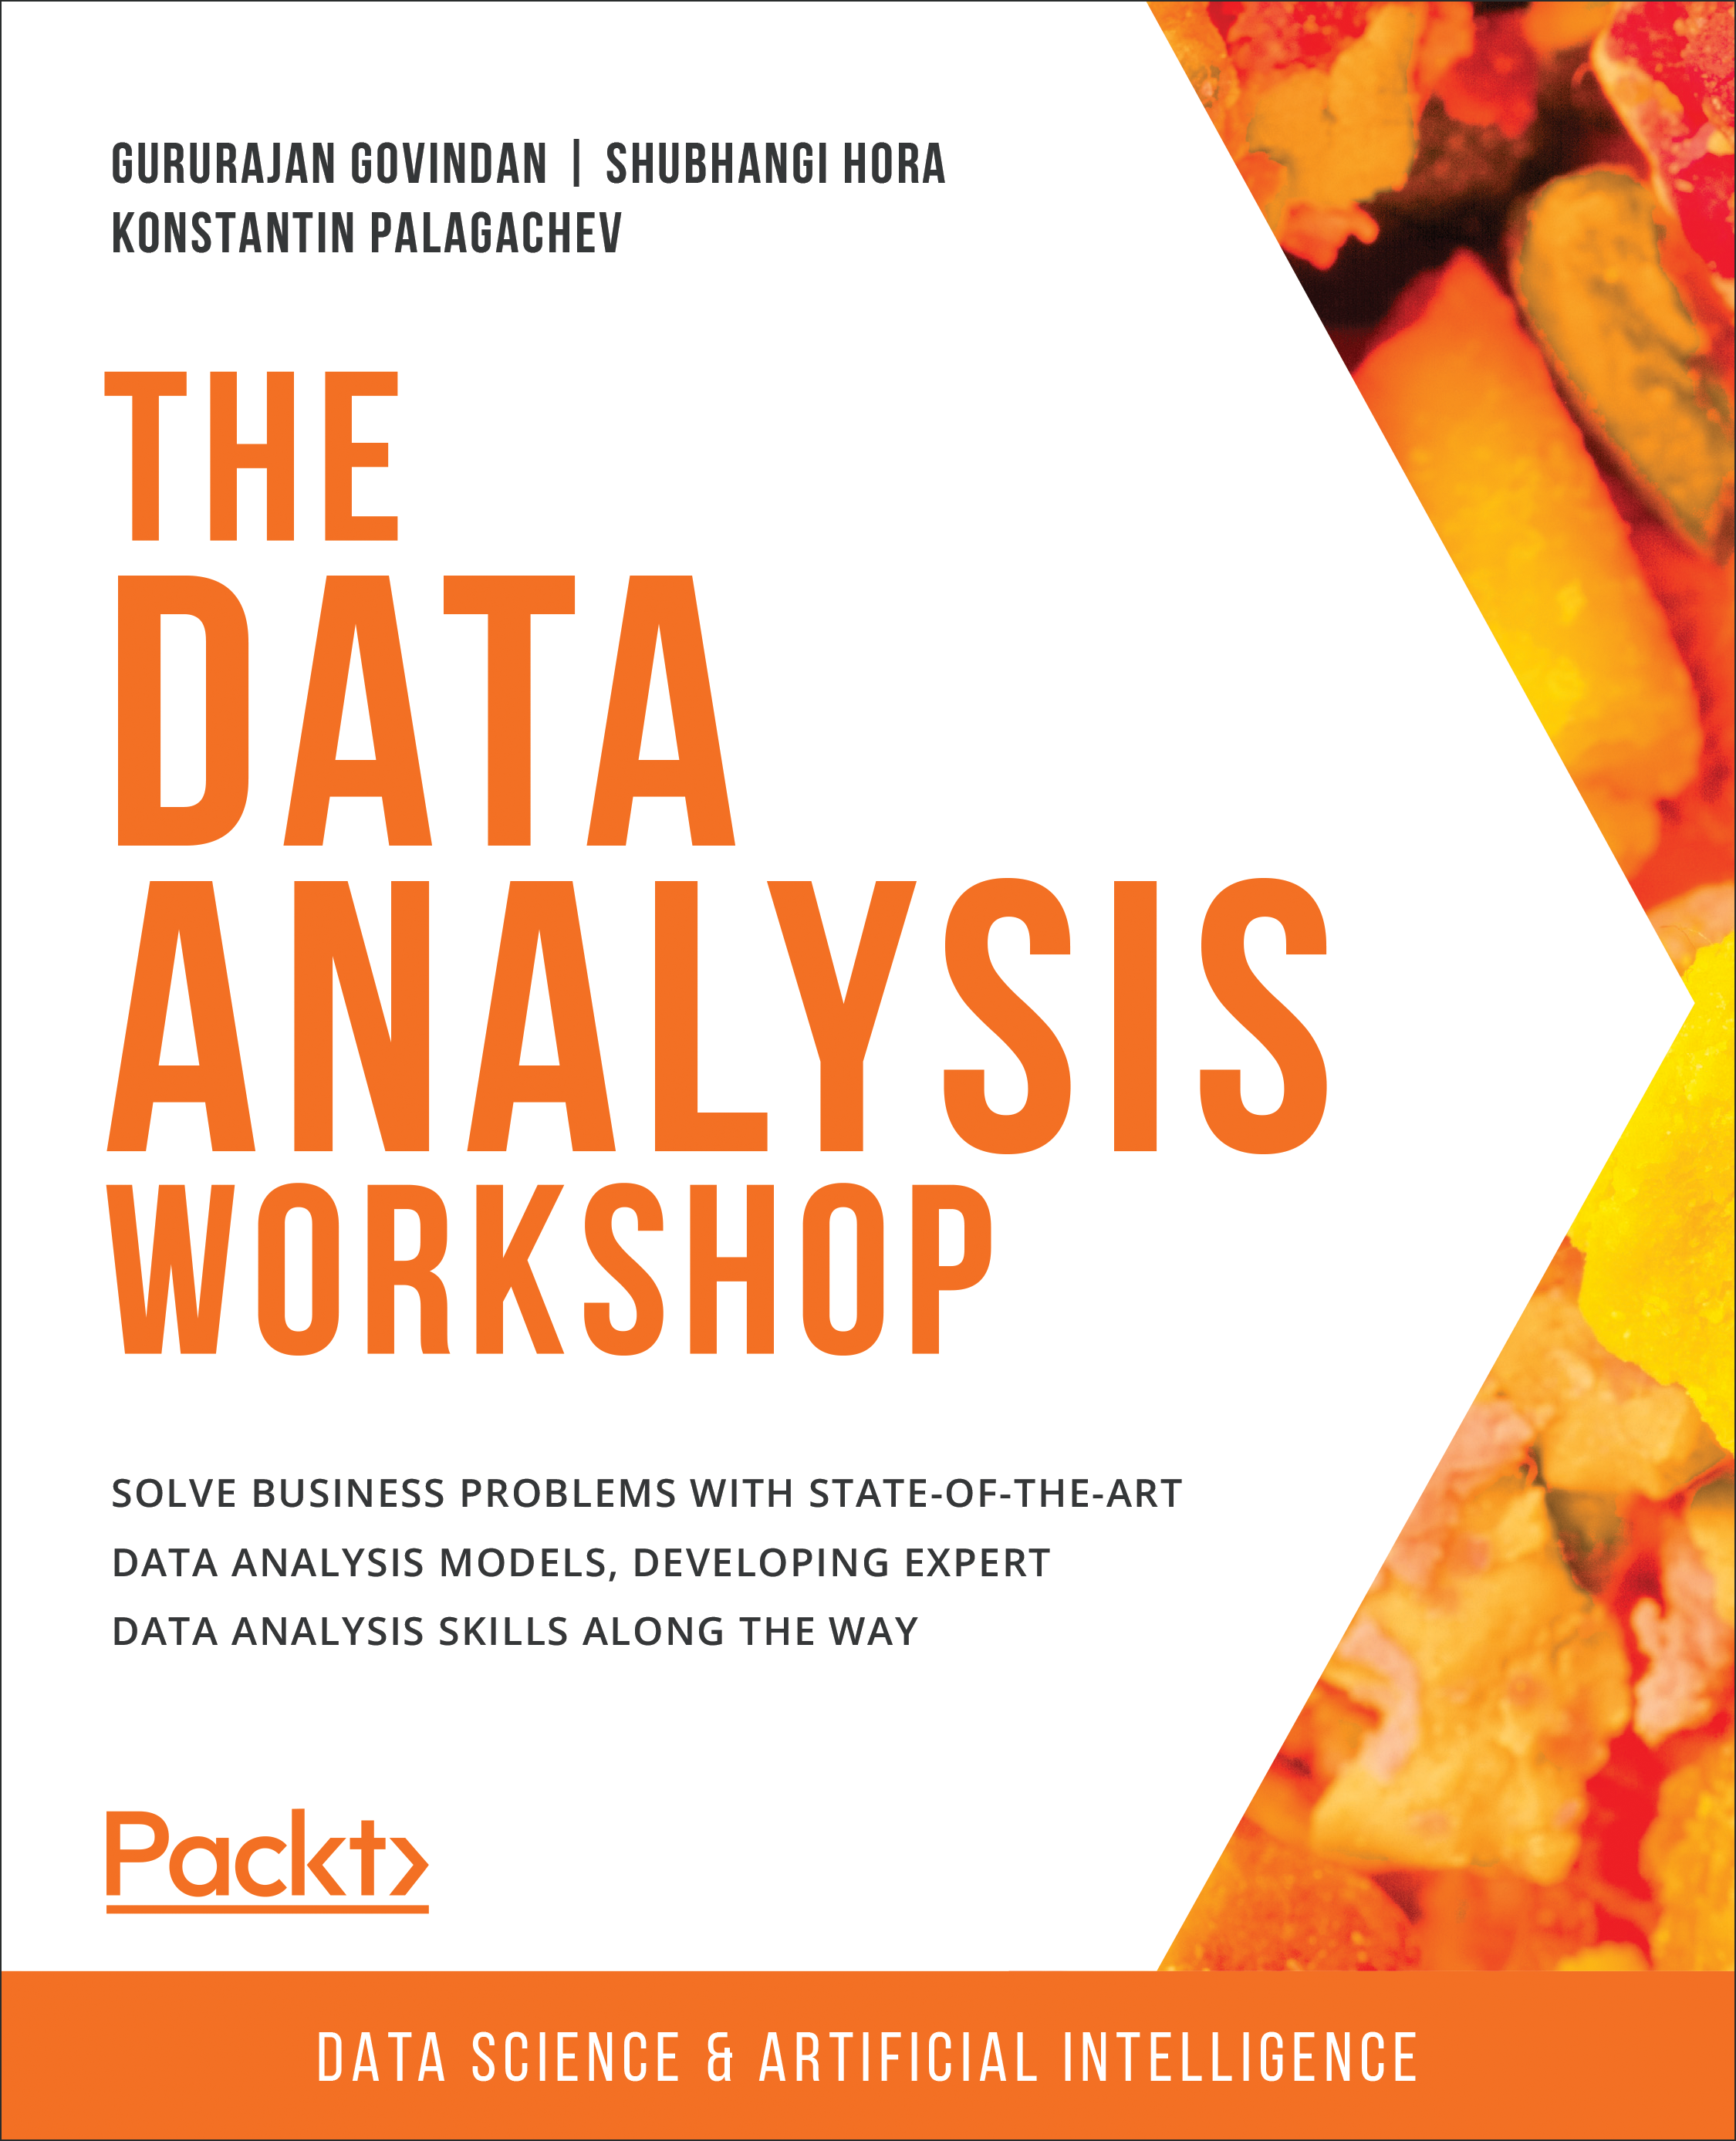 GURURAJAN GOVINDAN | SHUBHANGI HORA
KONSTANTIN PALAGACHEV
THE
DATA
ANALYSIS
WORKSHOP
SOLVE BUSINESS PROBLEMS WITH STATE-OF-THE-ART
DATA ANALYSIS MODELS, DEVELOPING EXPERT
DATA ANALYSIS SKILLS ALONG THE WAY
Packt
DATA SCIENCE & ARTIFICIAL INTELLIGENCE